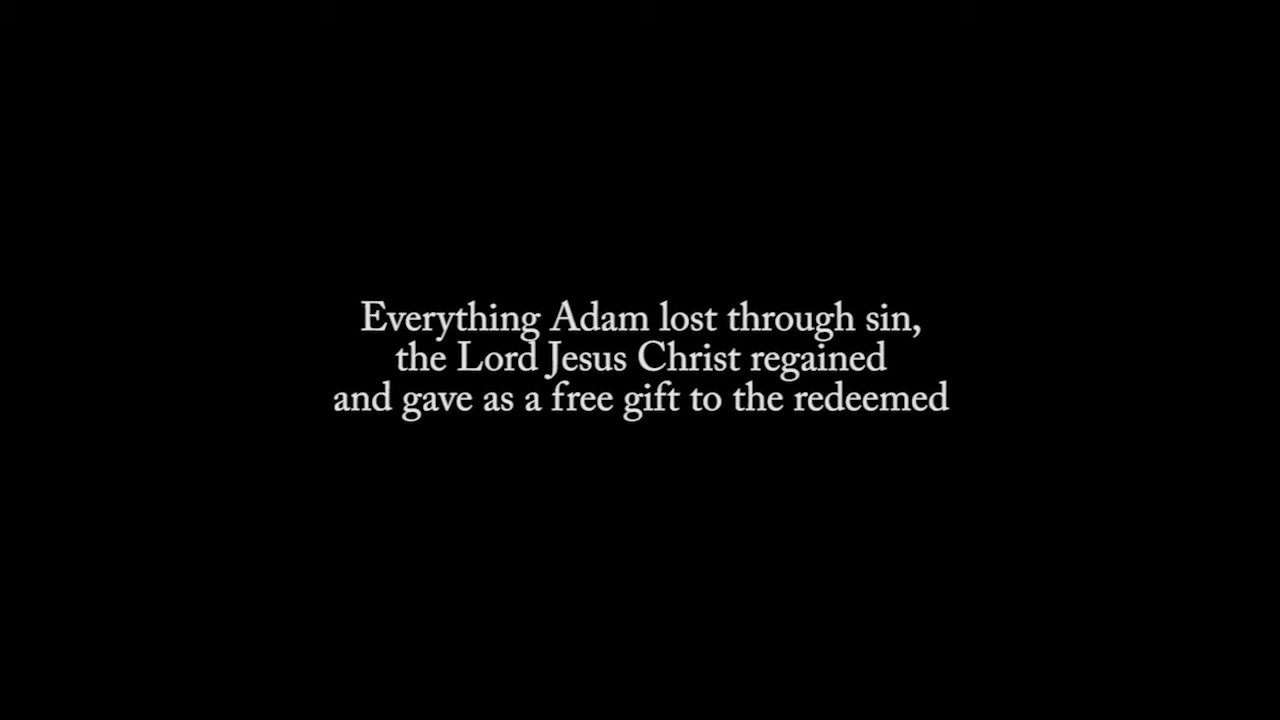 Everything Adam lost through sin,
the Lord Jesus Christ regained
and gave as a free gift to the redeemed